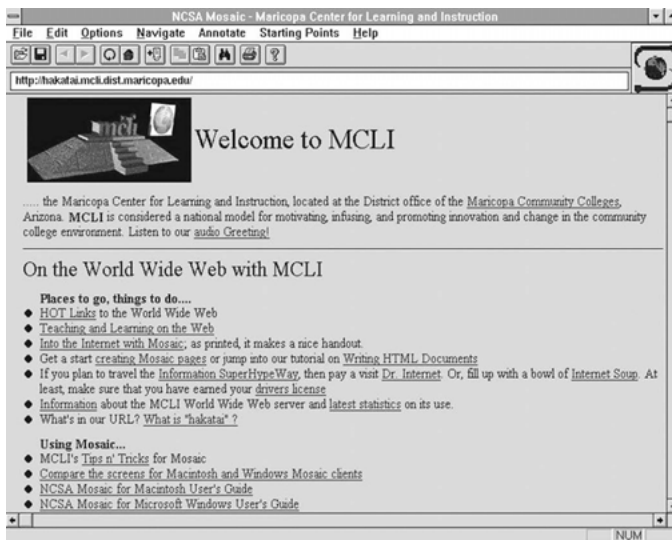 NCSA Mosaic - Maricopa Center for Learning and Instruction
File Edit Options Navigate Annotate Starting Points Help
http://hakatai.mcli.dist.maricopa.edu/
mcli
Welcome to MCLI
..... the Maricopa Center for Learning and Instruction, located at the District office of the Maricopa Community Colleges,
Arizona. MCLI is considered a national model for motivating, infusing, and promoting innovation and change in the community
college environment. Listen to our audio Greeting!
On the World Wide Web with MCLI
Places to go, things to do....
HOT Links to the World Wide Web
Teaching and Learning on the Web
Into the Internet with Mosaic; as printed, it makes a nice handout.
Get a start creating Mosaic pages or jump into our tutorial on Writing HTML Documents
If you plan to travel the Information SuperHypeWay, then pay a visit Dr. Internet. Or, fill up with a bowl of Internet Soup. At
least, make sure that you have earned your drivers license
Information about the MCLI World Wide Web server and latest statistics on its use.
What's in our URL? What is "hakatai" ?
Using Mosaic...
MCLI's Tips n' Tricks for Mosaic
Compare the screens for Macintosh and Windows Mosaic clients
NCSA Mosaic for Macintosh User's Guide
NCSA Mosaic for Microsoft Windows User's Guide
NUM